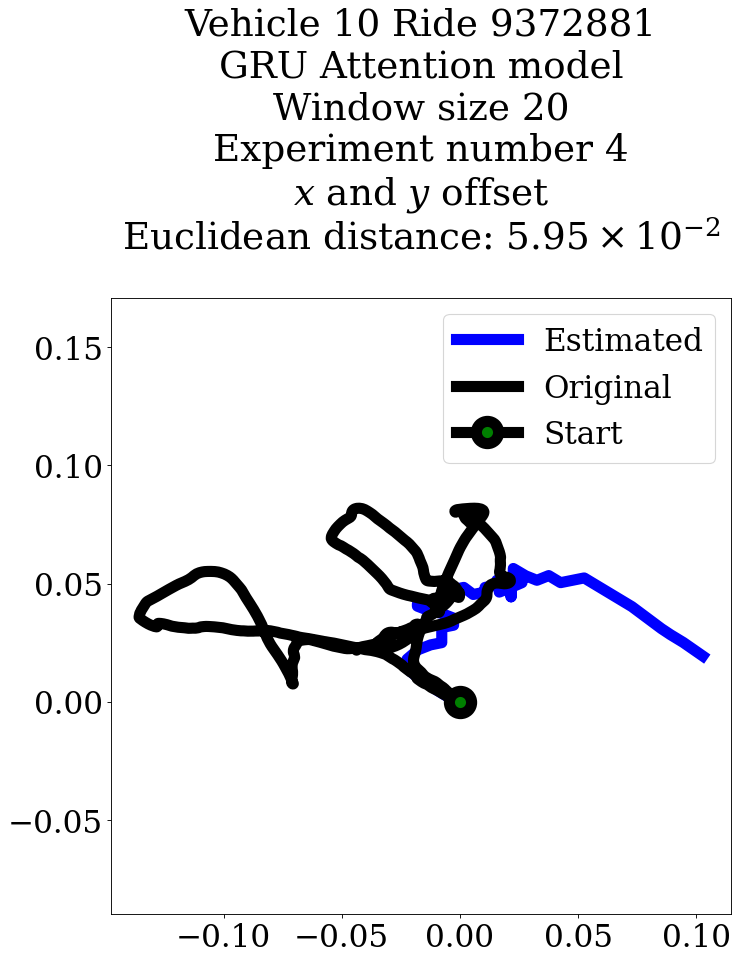 Vehicle 10 Ride 9372881
GRU Attention model
Window size 20
Experiment number 4
x and y offset
Euclidean distance: 5.95 × 10⁻²
Estimated
Original
Start
0.15
0.10
0.05
0.00
−0.05
−0.10 −0.05 0.00 0.05 0.10